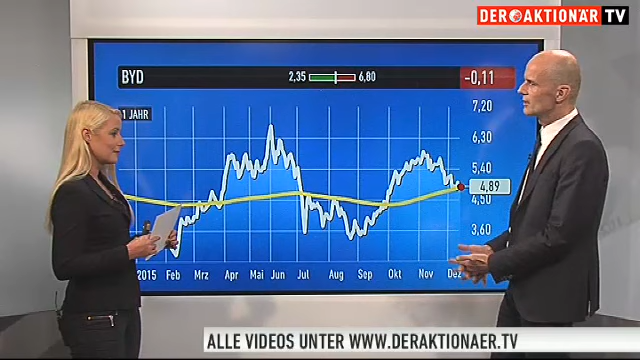 DER AKTIONÄR TV
BYD 2,35 6,80 -0,11
1 JAHR
7,20
6,30
5,40
4,89
4,50
3,60
2015 Feb Mrz Apr Mai Jun Jul Aug Sep Okt Nov Dez
ALLE VIDEOS UNTER WWW.DERAKTIONAER.TV